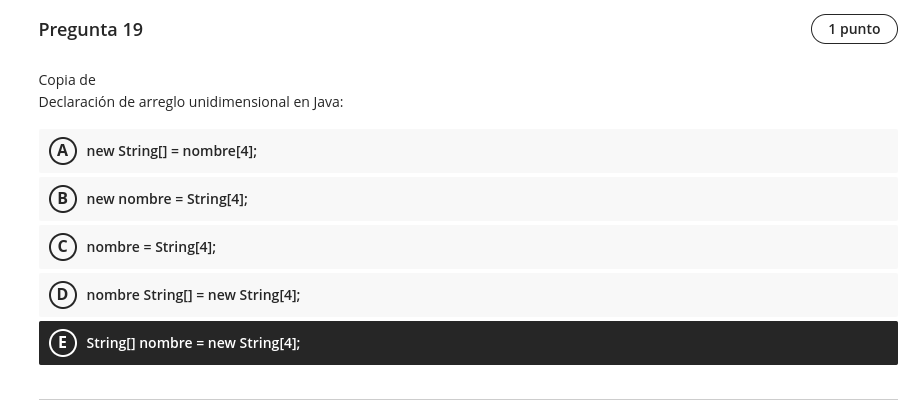 Pregunta 19
1 punto
Copia de
Declaración de arreglo unidimensional en Java:
A new String[] = nombre[4];
B new nombre = String[4];
C nombre = String[4];
D nombre String[] = new String[4];
E String[] nombre = new String[4];